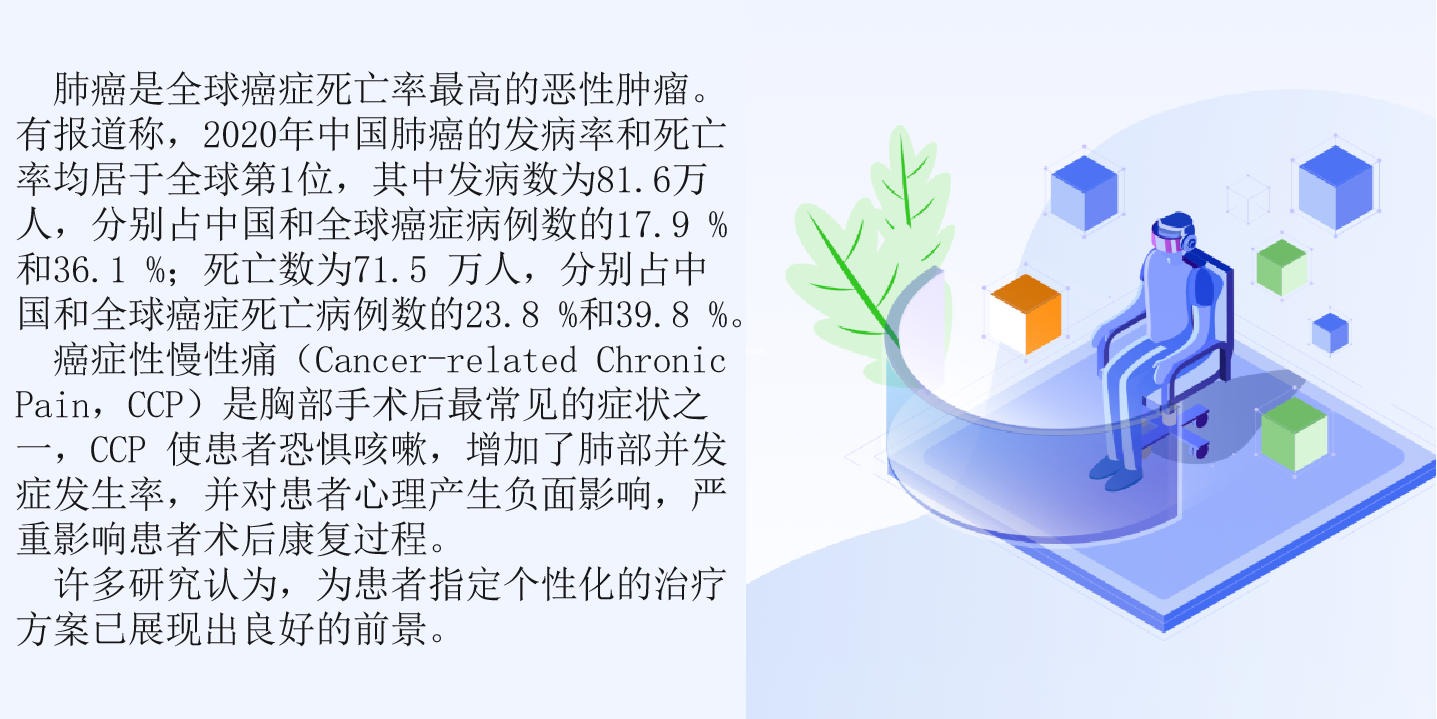 肺癌是全球癌症死亡率最高的恶性肿瘤。
有报道称，2020年中国肺癌的发病率和死亡
率均居于全球第1位，其中发病数为81.6万
人，分别占中国和全球癌症病例数的17.9 %
和36.1 %；死亡数为71.5 万人，分别占中
国和全球癌症死亡病例数的23.8 %和39.8 %。
癌症性慢性痛（Cancer-related Chronic
Pain，CCP）是胸部手术后最常见的症状之
一，CCP 使患者恐惧咳嗽，增加了肺部并发
症发生率，并对患者心理产生负面影响，严
重影响患者术后康复过程。
许多研究认为，为患者指定个性化的治疗
方案已展现出良好的前景。